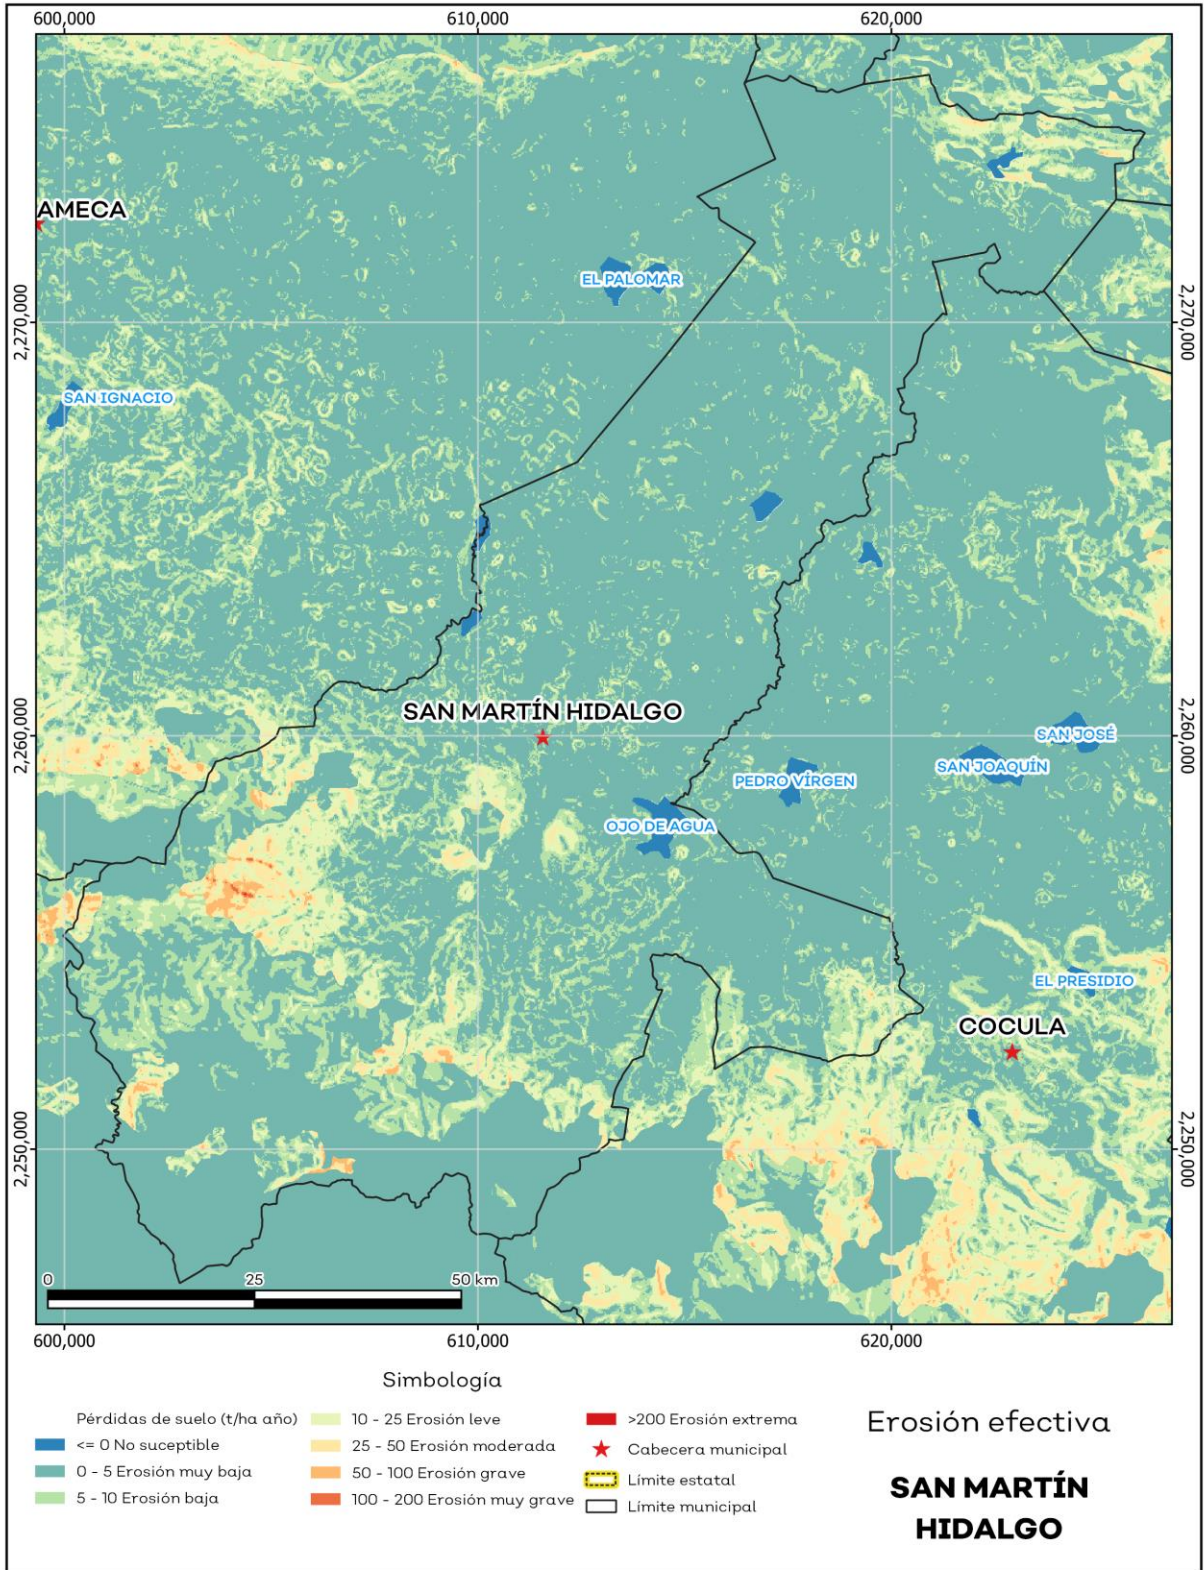 600,000
610,000
620,000
AMECA
2,270,000
2,270,000
EL PALOMAR
SAN IGNACIO
SAN MARTÍN HIDALGO
2,260,000
2,260,000
SAN JOSÉ
SAN JOAQUÍN
PEDRO VÍRGEN
OJO DE AGUA
EL PRESIDIO
COCULA
2,250,000
2,250,000
0
25
50 km
600,000
610,000
620,000
Simbología
Pérdidas de suelo (t/ha año)
<= 0 No suceptible
0 - 5 Erosión muy baja
5 - 10 Erosión baja
10 - 25 Erosión leve
25 - 50 Erosión moderada
50 - 100 Erosión grave
100 - 200 Erosión muy grave
>200 Erosión extrema
Cabecera municipal
Límite estatal
Límite municipal
Erosión efectiva
SAN MARTÍN
HIDALGO